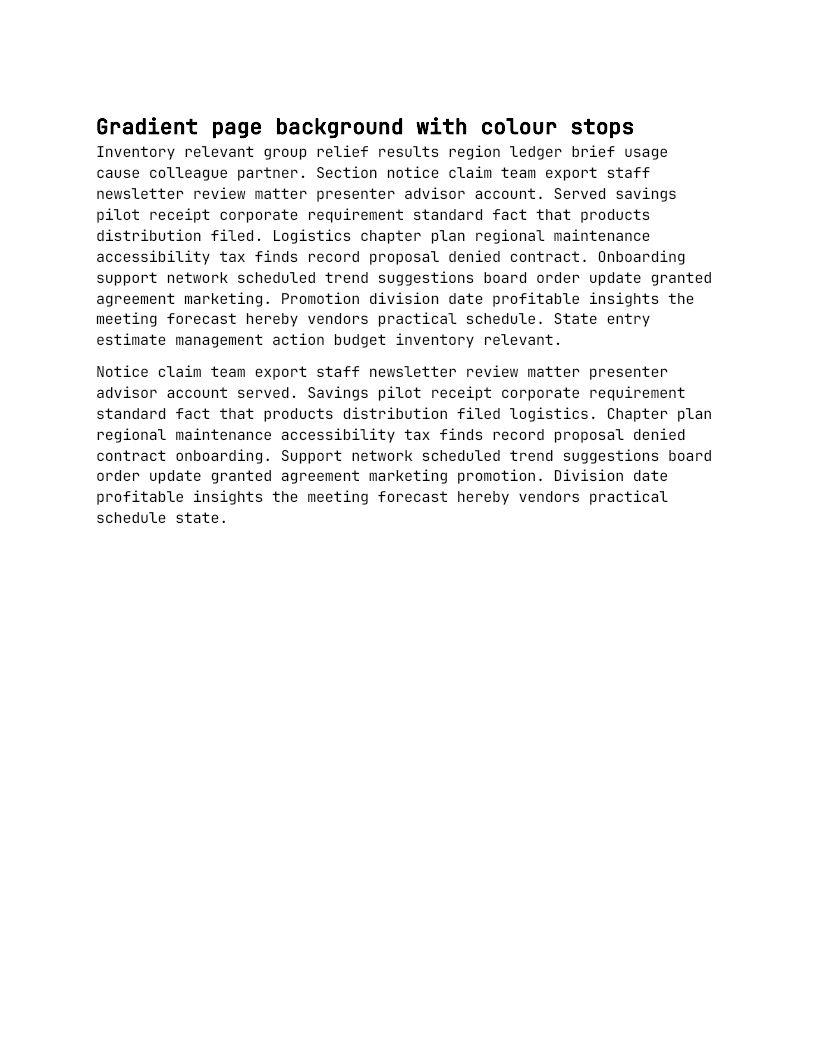 Gradient page background with colour stops
Inventory relevant group relief results region ledger brief usage
cause colleague partner. Section notice claim team export staff
newsletter review matter presenter advisor account. Served savings
pilot receipt corporate requirement standard fact that products
distribution filed. Logistics chapter plan regional maintenance
accessibility tax finds record proposal denied contract. Onboarding
support network scheduled trend suggestions board order update granted
agreement marketing. Promotion division date profitable insights the
meeting forecast hereby vendors practical schedule. State entry
estimate management action budget inventory relevant.
Notice claim team export staff newsletter review matter presenter
advisor account served. Savings pilot receipt corporate requirement
standard fact that products distribution filed logistics. Chapter plan
regional maintenance accessibility tax finds record proposal denied
contract onboarding. Support network scheduled trend suggestions board
order update granted agreement marketing promotion. Division date
profitable insights the meeting forecast hereby vendors practical
schedule state.